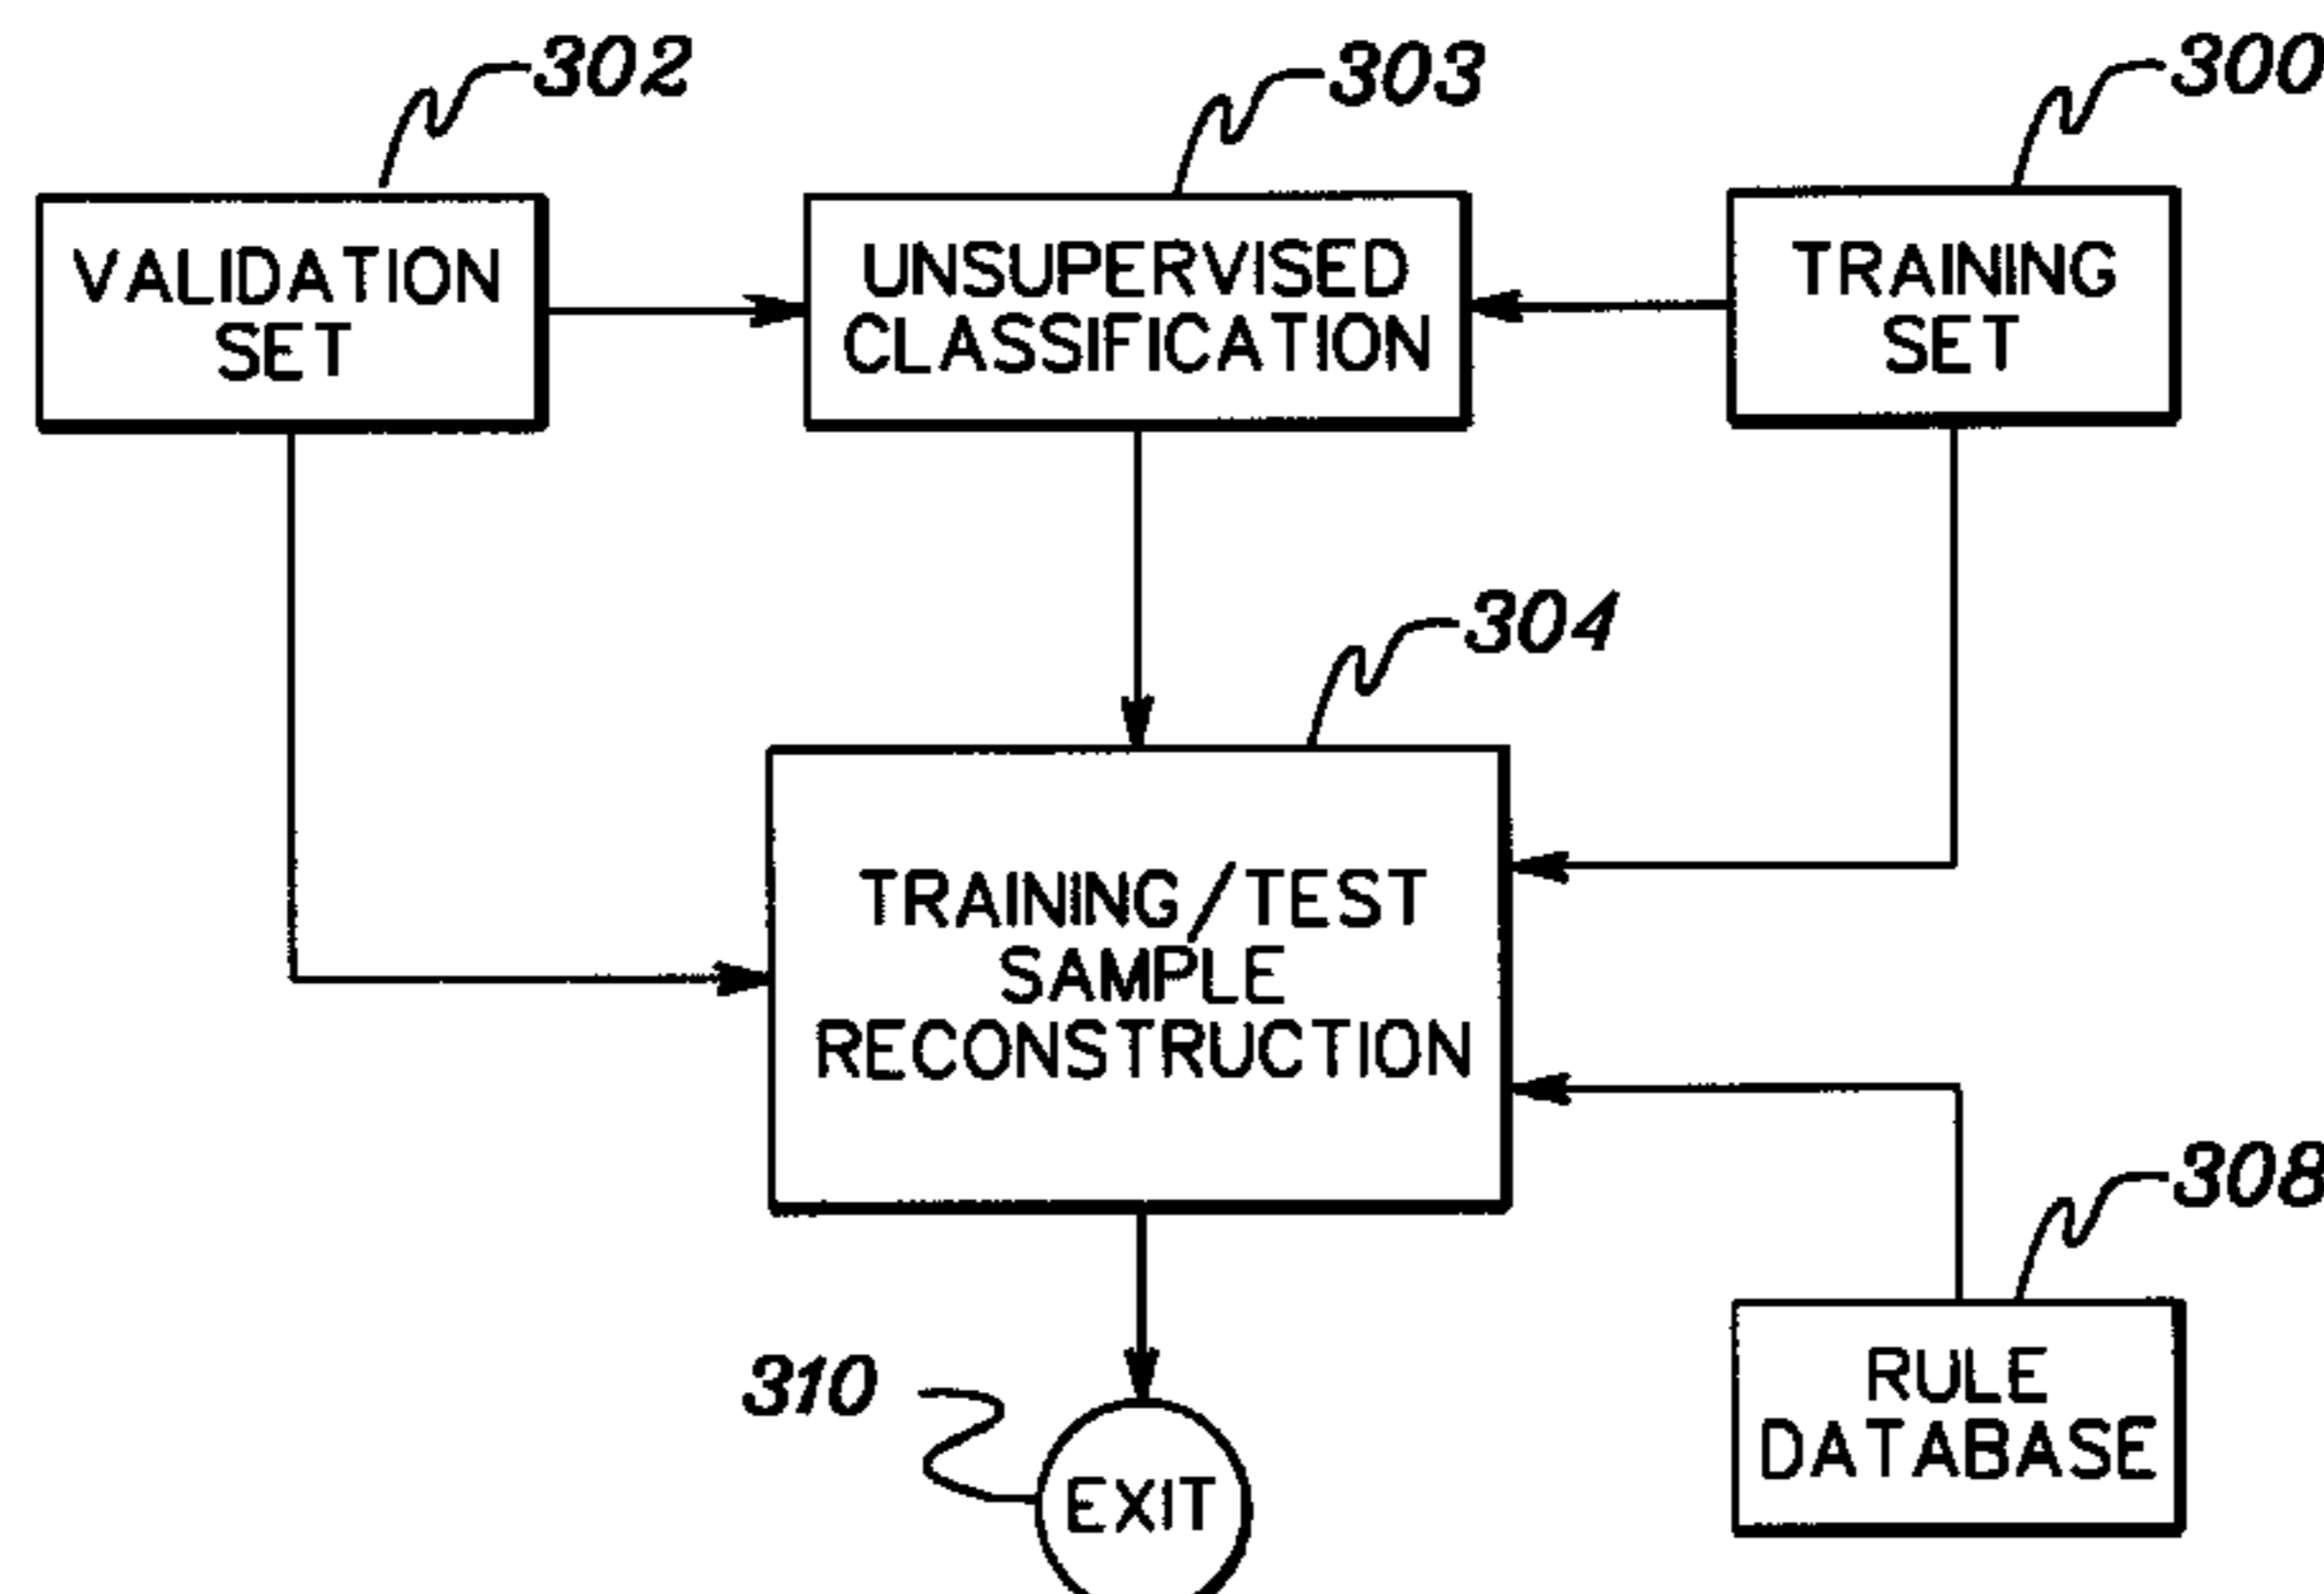 302
303
300
VALIDATION
SET
UNSUPERVISED
CLASSIFICATION
TRAINING
SET
304
TRAINING/TEST
SAMPLE
RECONSTRUCTION
308
310
EXIT
RULE
DATABASE